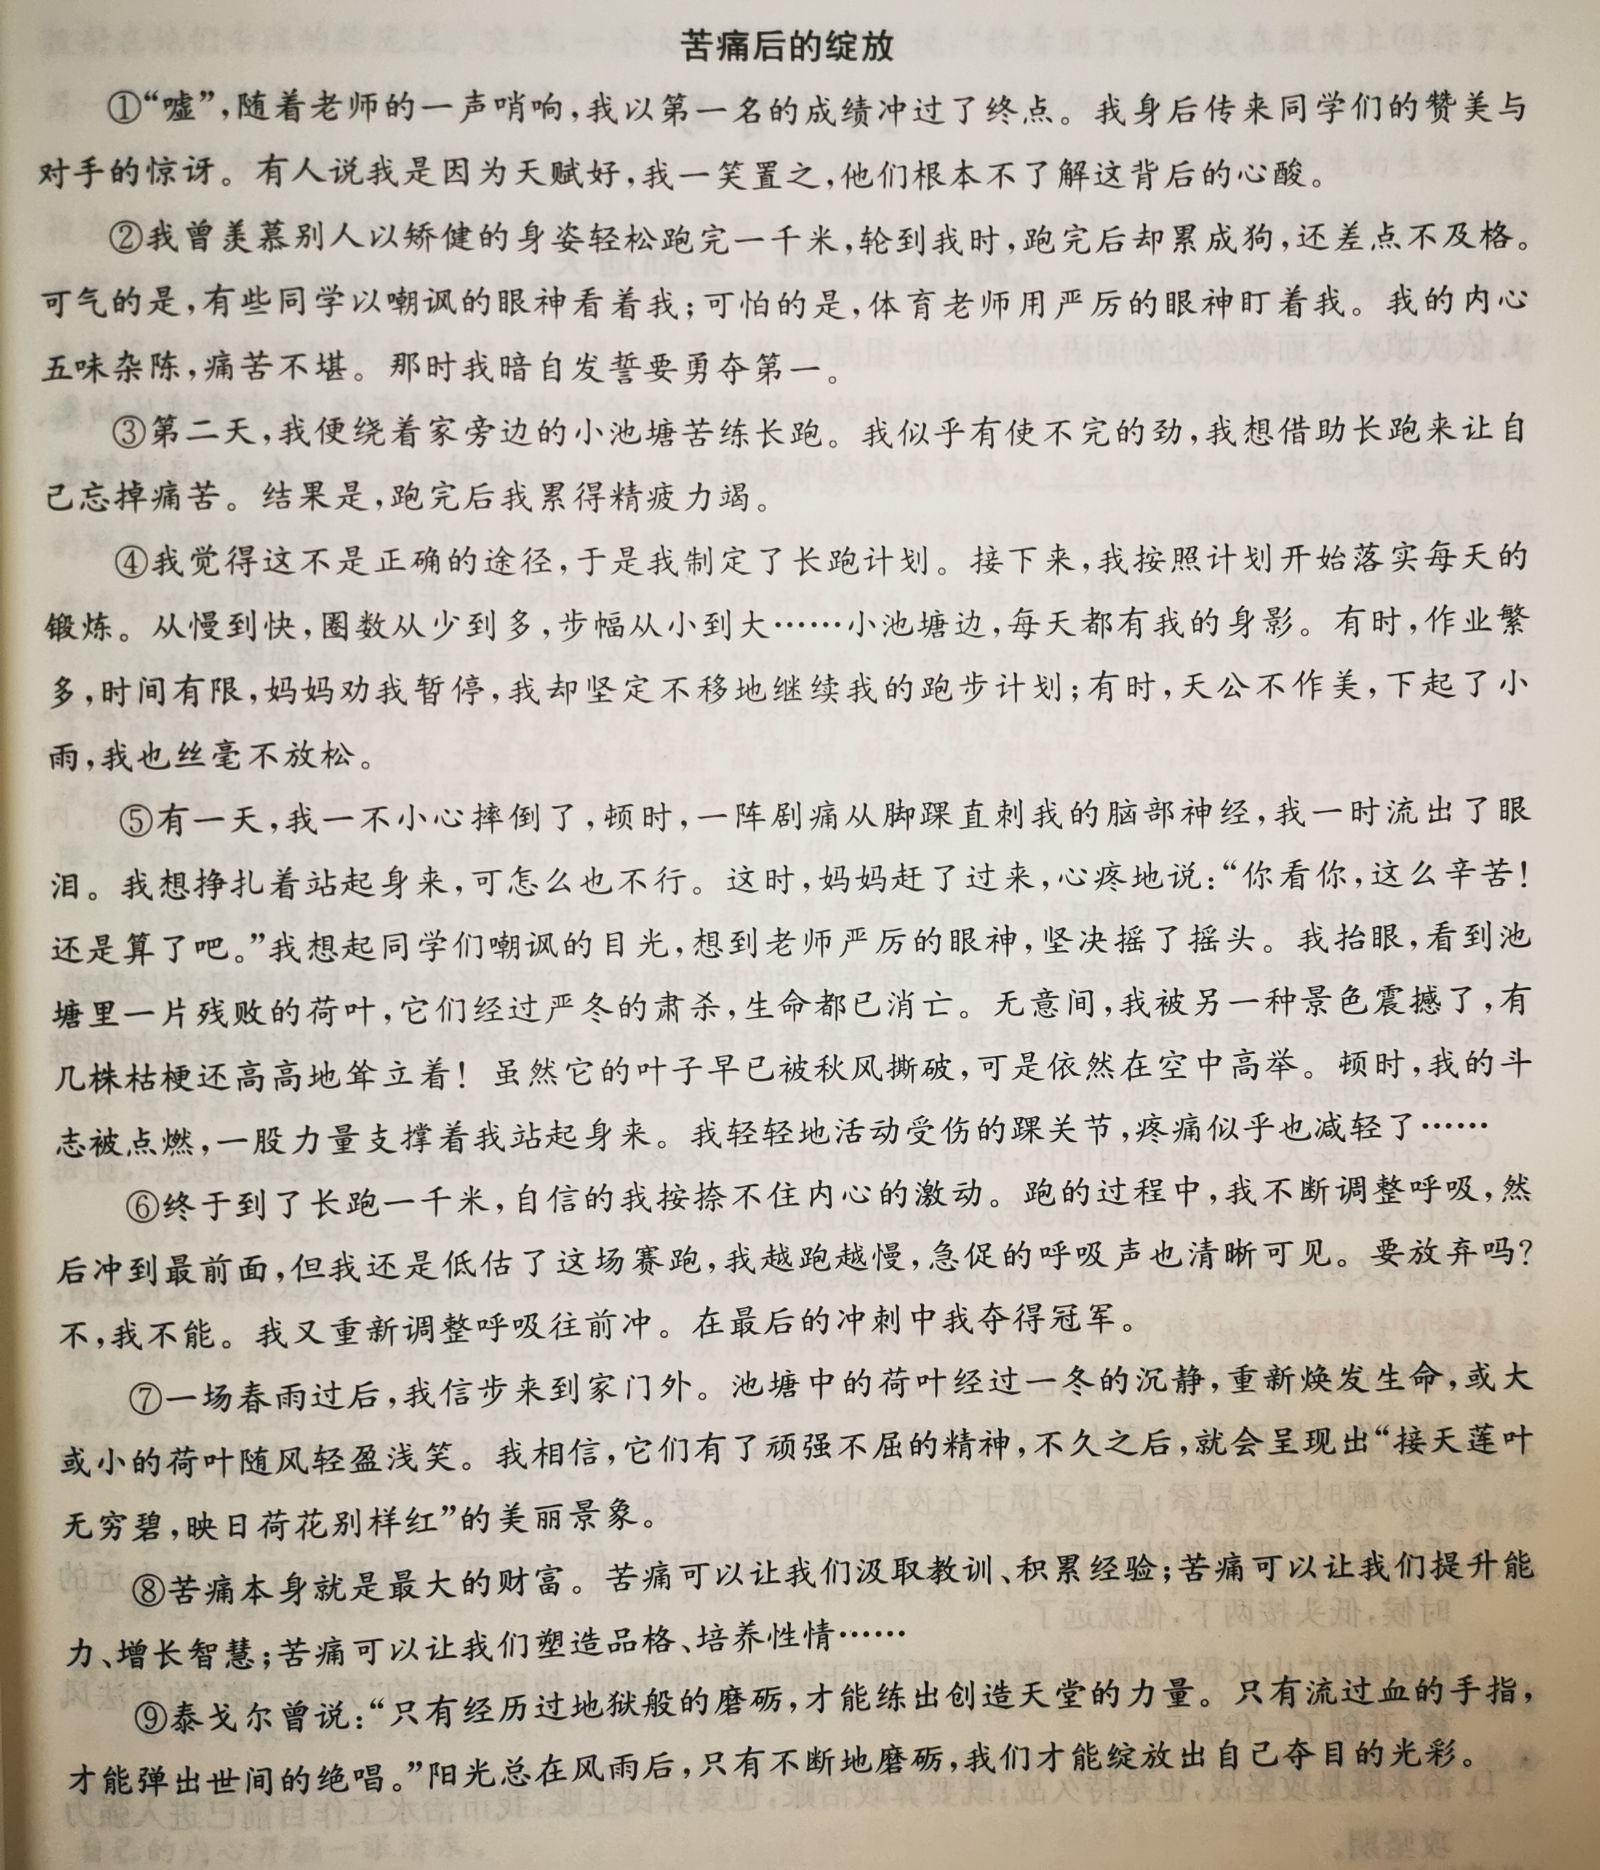 苦痛后的绽放
①“嘘”,随着老师的一声哨响,我以第一名的成绩冲过了终点。我身后传来同学们的赞美与
对手的惊讶。有人说我是因为天赋好,我一笑置之,他们根本不了解这背后的心酸。
②我曾羡慕别人以矫健的身姿轻松跑完一千米,轮到我时,跑完后却累成狗,还差点不及格。
可气的是,有些同学以嘲讽的眼神看着我;可怕的是,体育老师用严厉的眼神盯着我。我的内心
五味杂陈,痛苦不堪。那时我暗自发誓要勇夺第一。
③第二天,我便绕着家旁边的小池塘苦练长跑。我似乎有使不完的劲,我想借助长跑来让自
己忘掉痛苦。结果是,跑完后我累得精疲力竭。
④我觉得这不是正确的途径,于是我制定了长跑计划。接下来,我按照计划开始落实每天的
锻炼。从慢到快,圈数从少到多,步幅从小到大……小池塘边,每天都有我的身影。有时,作业繁
多,时间有限,妈妈劝我暂停,我却坚定不移地继续我的跑步计划;有时,天公不作美,下起了小
雨,我也丝毫不放松。
⑤有一天,我一不小心摔倒了,顿时,一阵剧痛从脚踝直刺我的脑部神经,我一时流出了眼
泪。我想挣扎着站起身来,可怎么也不行。这时,妈妈赶了过来,心疼地说:“你看你,这么辛苦!
还是算了吧。”我想起同学们嘲讽的目光,想到老师严厉的眼神,坚决摇了摇头。我抬眼,看到池
塘里一片残败的荷叶,它们经过严冬的肃杀,生命都已消亡。无意间,我被另一种景色震撼了,有
几株枯梗还高高地耸立着!虽然它的叶子早已被秋风撕破,可是依然在空中高举。顿时,我的斗
志被点燃,一股力量支撑着我站起身来。我轻轻地活动受伤的踝关节,疼痛似乎也减轻了……
⑥终于到了长跑一千米,自信的我按捺不住内心的激动。跑的过程中,我不断调整呼吸,然
后冲到最前面,但我还是低估了这场赛跑,我越跑越慢,急促的呼吸声也清晰可见。要放弃吗?
不,我不能。我又重新调整呼吸往前冲。在最后的冲刺中我夺得冠军。
⑦一场春雨过后,我信步来到家门外。池塘中的荷叶经过一冬的沉静,重新焕发生命,或大
或小的荷叶随风轻盈浅笑。我相信,它们有了顽强不屈的精神,不久之后,就会呈现出“接天莲叶
无穷碧,映日荷花别样红”的美丽景象。
⑧苦痛本身就是最大的财富。苦痛可以让我们汲取教训、积累经验;苦痛可以让我们提升能
力、增长智慧;苦痛可以让我们塑造品格、培养性情……
⑨泰戈尔曾说:“只有经历过地狱般的磨砺,才能练出创造天堂的力量。只有流过血的手指,
才能弹出世间的绝唱。”阳光总在风雨后,只有不断地磨砺,我们才能绽放出自己夺目的光彩。